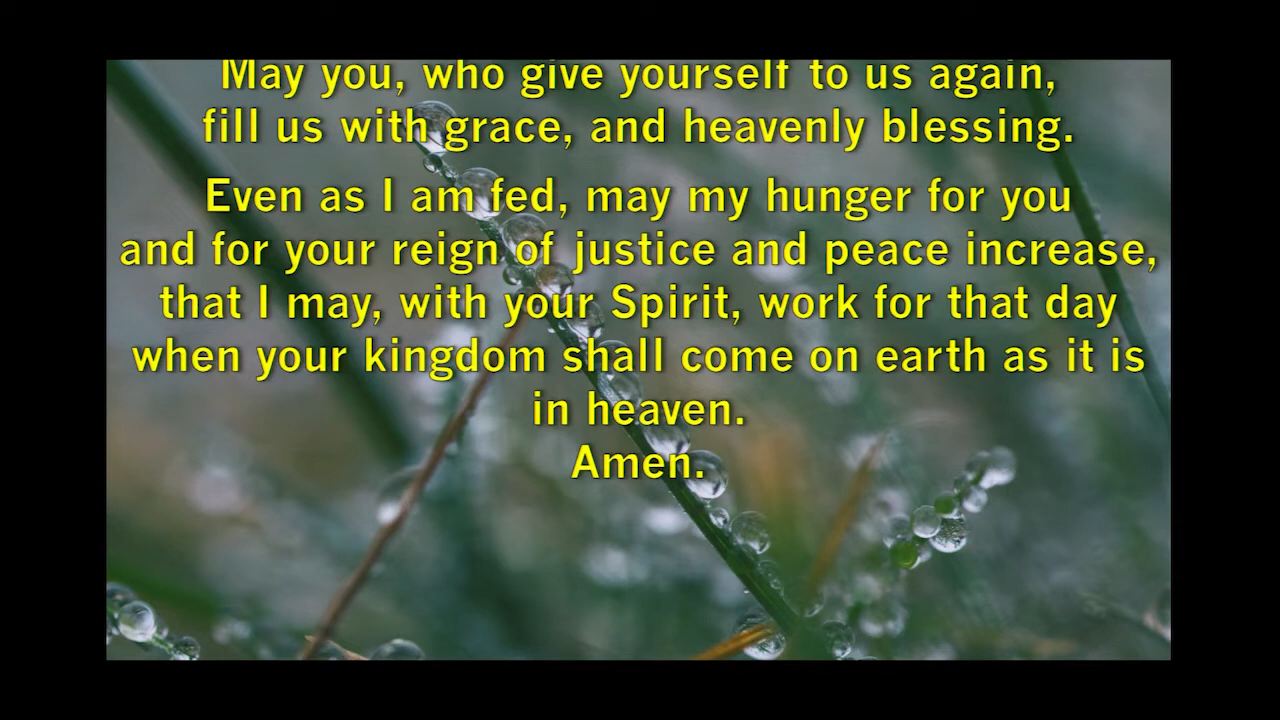 May you, who give yourself to us again,
fill us with grace, and heavenly blessing.
Even as I am fed, may my hunger for you
and for your reign of justice and peace increase,
that I may, with your Spirit, work for that day
when your kingdom shall come on earth as it is
in heaven.
Amen.